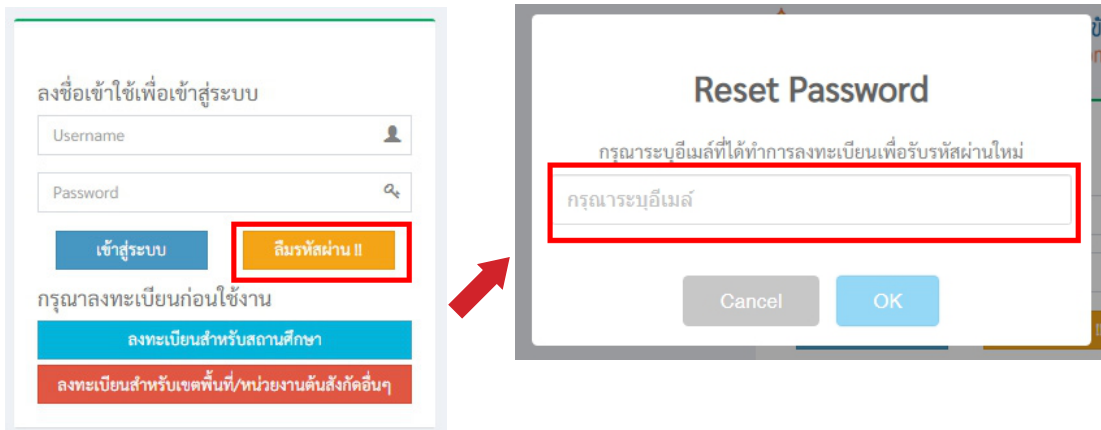 ลงชื่อเข้าใช้เพื่อเข้าสู่ระบบ
Username
Password
เข้าสู่ระบบ
ลืมรหัสผ่าน !!
กรุณาลงทะเบียนก่อนใช้งาน
ลงทะเบียนสำหรับสถานศึกษา
ลงทะเบียนสำหรับเขตพื้นที่/หน่วยงานต้นสังกัดอื่นๆ
Reset Password
กรุณาระบุอีเมล์ที่ได้ทำการลงทะเบียนเพื่อรับรหัสผ่านใหม่
กรุณาระบุอีเมล์
Cancel
OK